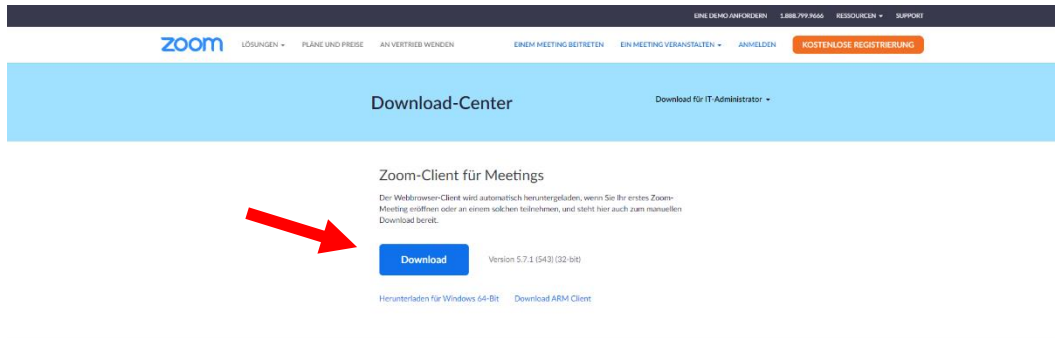 EINE DEMO ANFORDERN 1.888.799.9666 RESSOURCEN SUPPORT
zoom LÖSUNGEN PLÄNE UND PREISE AN VERTRIEB WENDEN EINEM MEETING BEITRETEN EIN MEETING VERANSTALTEN ANMELDEN KOSTENLOSE REGISTRIERUNG
Download-Center Download für IT-Administrator
Zoom-Client für Meetings
Der Webbrowser-Client wird automatisch heruntergeladen, wenn Sie Ihr erstes Zoom-
Meeting eröffnen oder an einem solchen teilnehmen, und steht hier auch zum manuellen
Download bereit.
Download Version 5.7.1 (543) (32-bit)
Herunterladen für Windows 64-Bit Download ARM Client